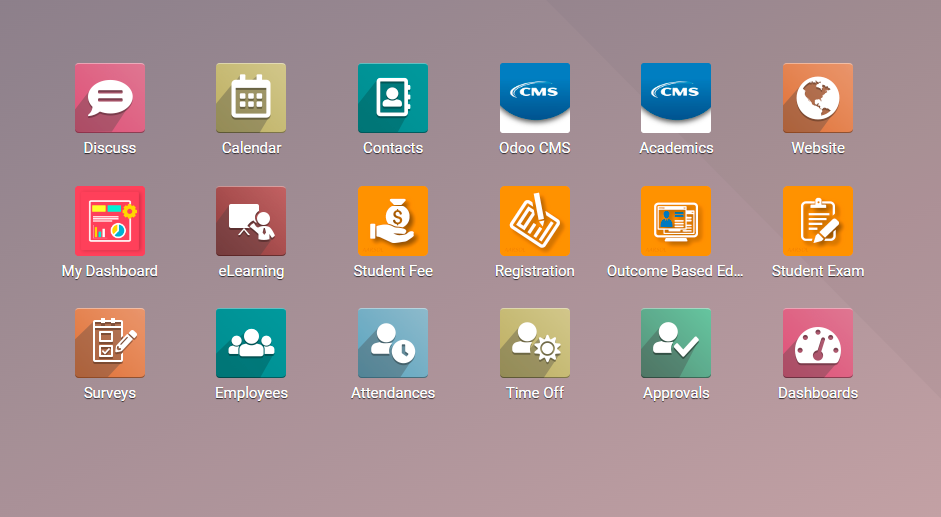 CMS
CMS
Discuss
Calendar
Contacts
Odoo CMS
Academics
Website
$
My Dashboard
eLearning
Student Fee
Registration
Outcome Based Ed...
Student Exam
Surveys
Employees
Attendances
Time Off
Approvals
Dashboards